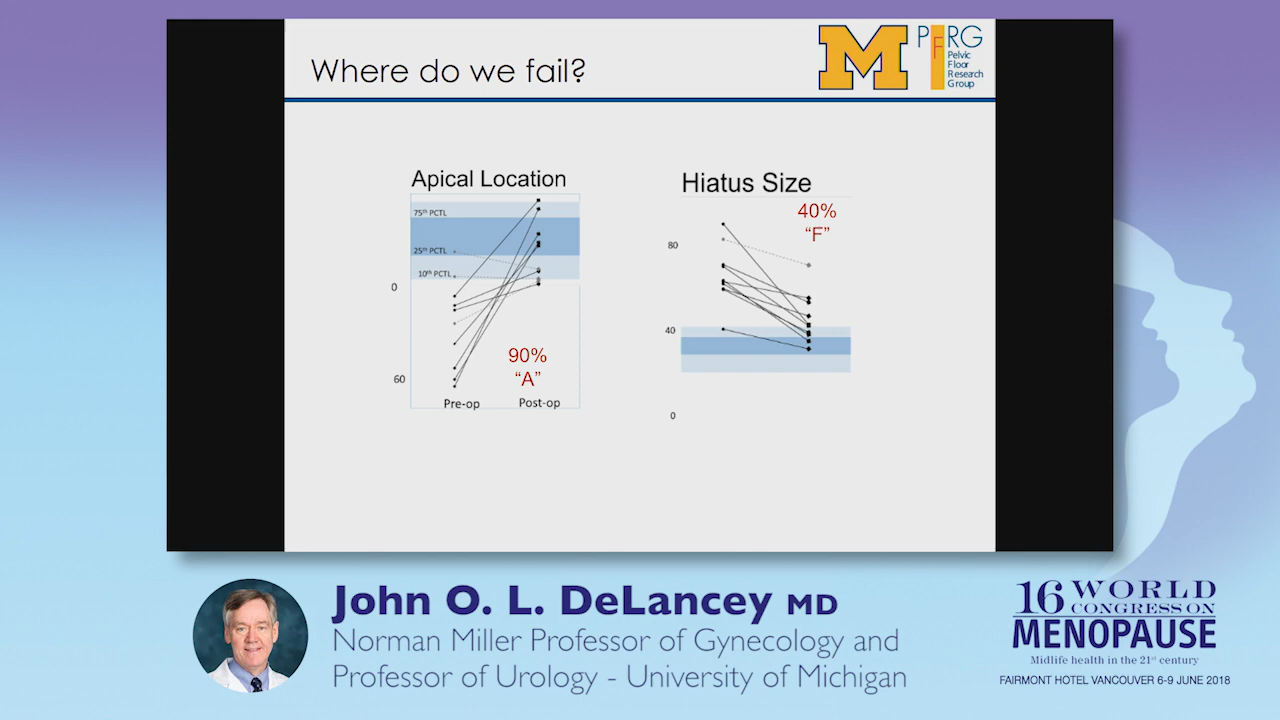 Where do we fail?
M
PFRG
Pelvic
Floor
Research
Group
Apical Location
75th PCTL
25th PCTL
10th PCTL
0
60
90%
“A”
Pre-op
Post-op
Hiatus Size
40%
“F”
80
40
0
John O. L. DeLancey MD
Norman Miller Professor of Gynecology and
Professor of Urology - University of Michigan
16 WORLD
CONGRESS ON
MENOPAUSE
Midlife health in the 21st century
FAIRMONT HOTEL VANCOUVER 6-9 JUNE 2018